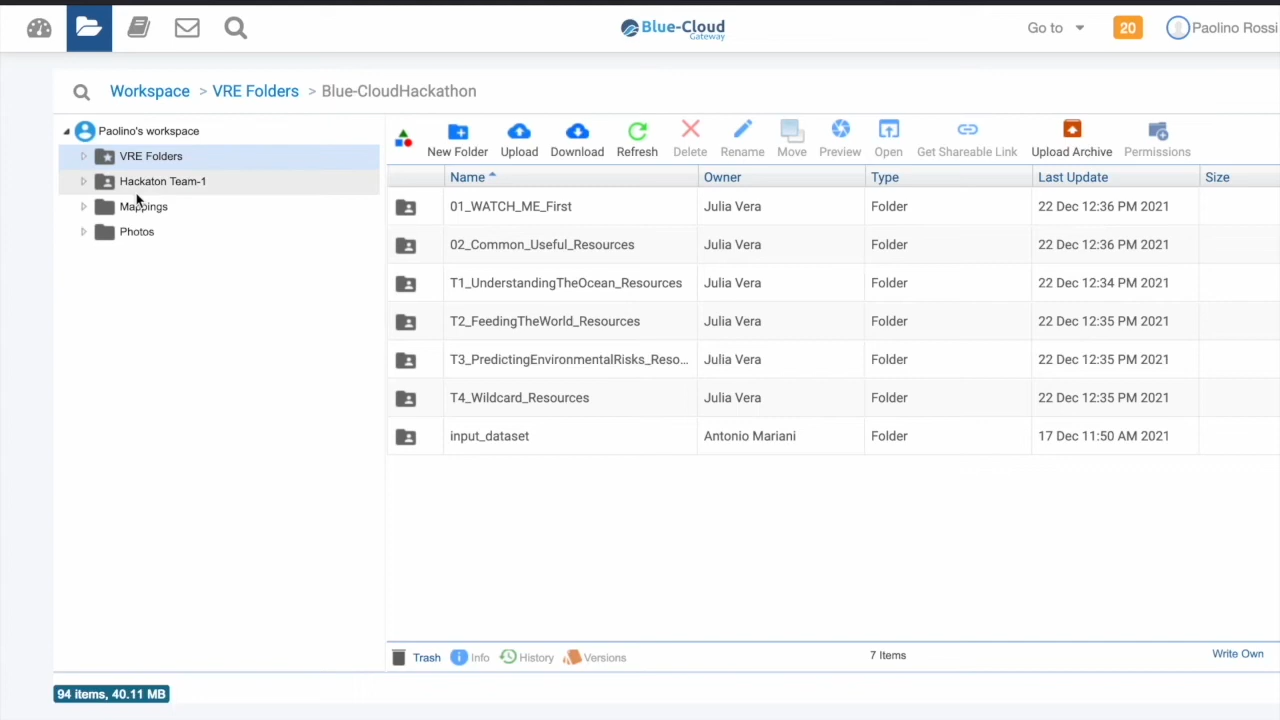 Blue-Cloud
Gateway
Go to
20
Paolino Rossi
Workspace > VRE Folders > Blue-CloudHackathon
Paolino's workspace
VRE Folders
Hackaton Team-1
Mappings
Photos
New Folder Upload Download Refresh Delete Rename Move Preview Open Get Shareable Link Upload Archive Permissions
Name Owner Type Last Update Size
01_WATCH_ME_First Julia Vera Folder 22 Dec 12:36 PM 2021
02_Common_Useful_Resources Julia Vera Folder 22 Dec 12:36 PM 2021
T1_UnderstandingTheOcean_Resources Julia Vera Folder 22 Dec 12:34 PM 2021
T2_FeedingTheWorld_Resources Julia Vera Folder 22 Dec 12:35 PM 2021
T3_PredictingEnvironmentalRisks_Reso... Julia Vera Folder 22 Dec 12:35 PM 2021
T4_Wildcard_Resources Julia Vera Folder 22 Dec 12:35 PM 2021
input_dataset Antonio Mariani Folder 17 Dec 11:50 AM 2021
Trash Info History Versions 7 Items Write Own
94 items, 40.11 MB